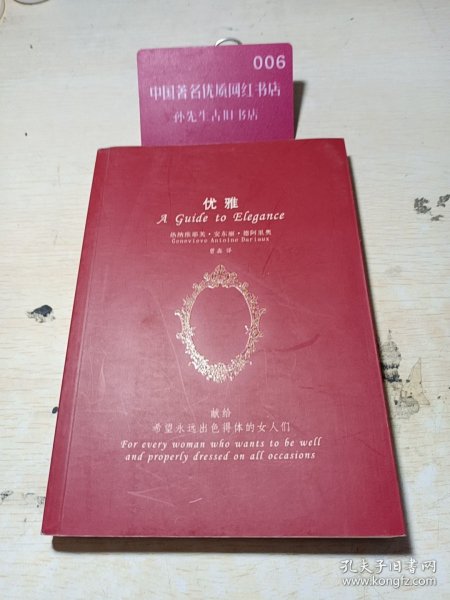 006
中国著名优质网红书店
孙先生古旧书店
优雅
A Guide to Elegance
热纳维耶芙·安东丽·德阿里奥
Genevieve Antoine Dariaux
曾淼 译
献给
希望永远出色得体的女人们
For every woman who wants to be well
and properly dressed on all occasions
孔夫子旧书网
www.kongfz.com